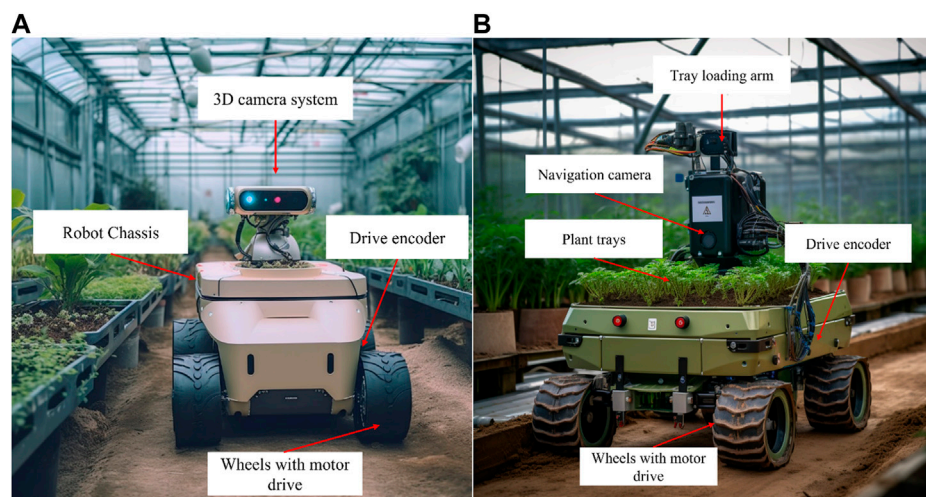 A
B
3D camera system
Robot Chassis
Drive encoder
Wheels with motor
drive
Tray loading arm
Navigation camera
Plant trays
Drive encoder
Wheels with motor
drive